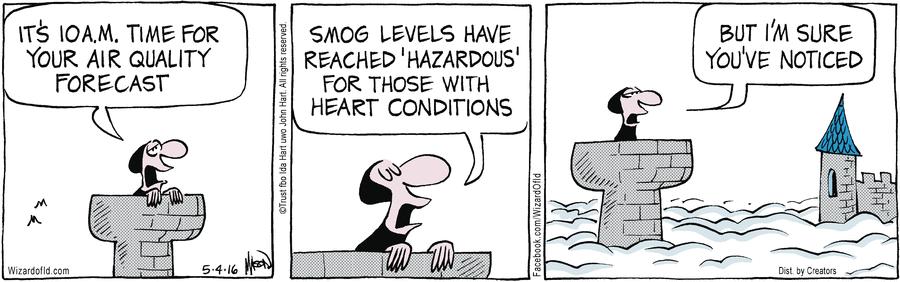 IT'S 10 A.M. TIME FOR
YOUR AIR QUALITY
FORECAST
Wizardofid.com
5-4-16
©Trust fbo Ida Hart uwo John Hart. All rights reserved.
SMOG LEVELS HAVE
REACHED 'HAZARDOUS'
FOR THOSE WITH
HEART CONDITIONS
Facebook.com/WizardOfId
BUT I'M SURE
YOU'VE NOTICED
Dist. by Creators